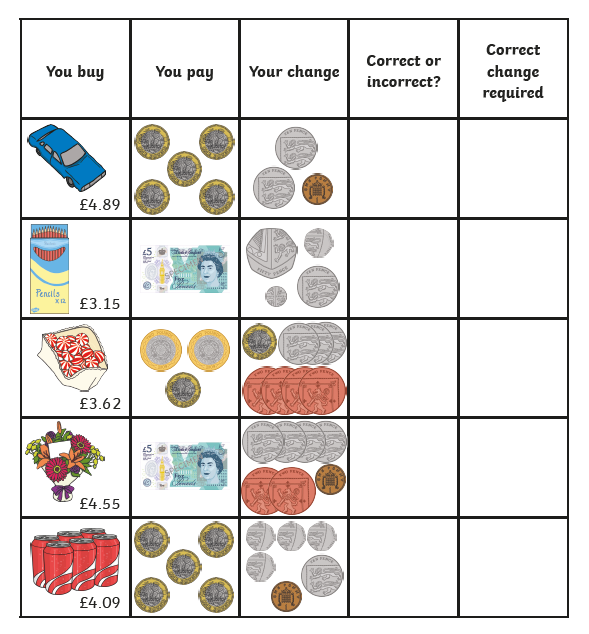 You buy
You pay
Your change
Correct or
incorrect?
Correct
change
required
£4.89
Pencils
x 12
£3.15
£5
£3.62
£5
£4.55
£4.09